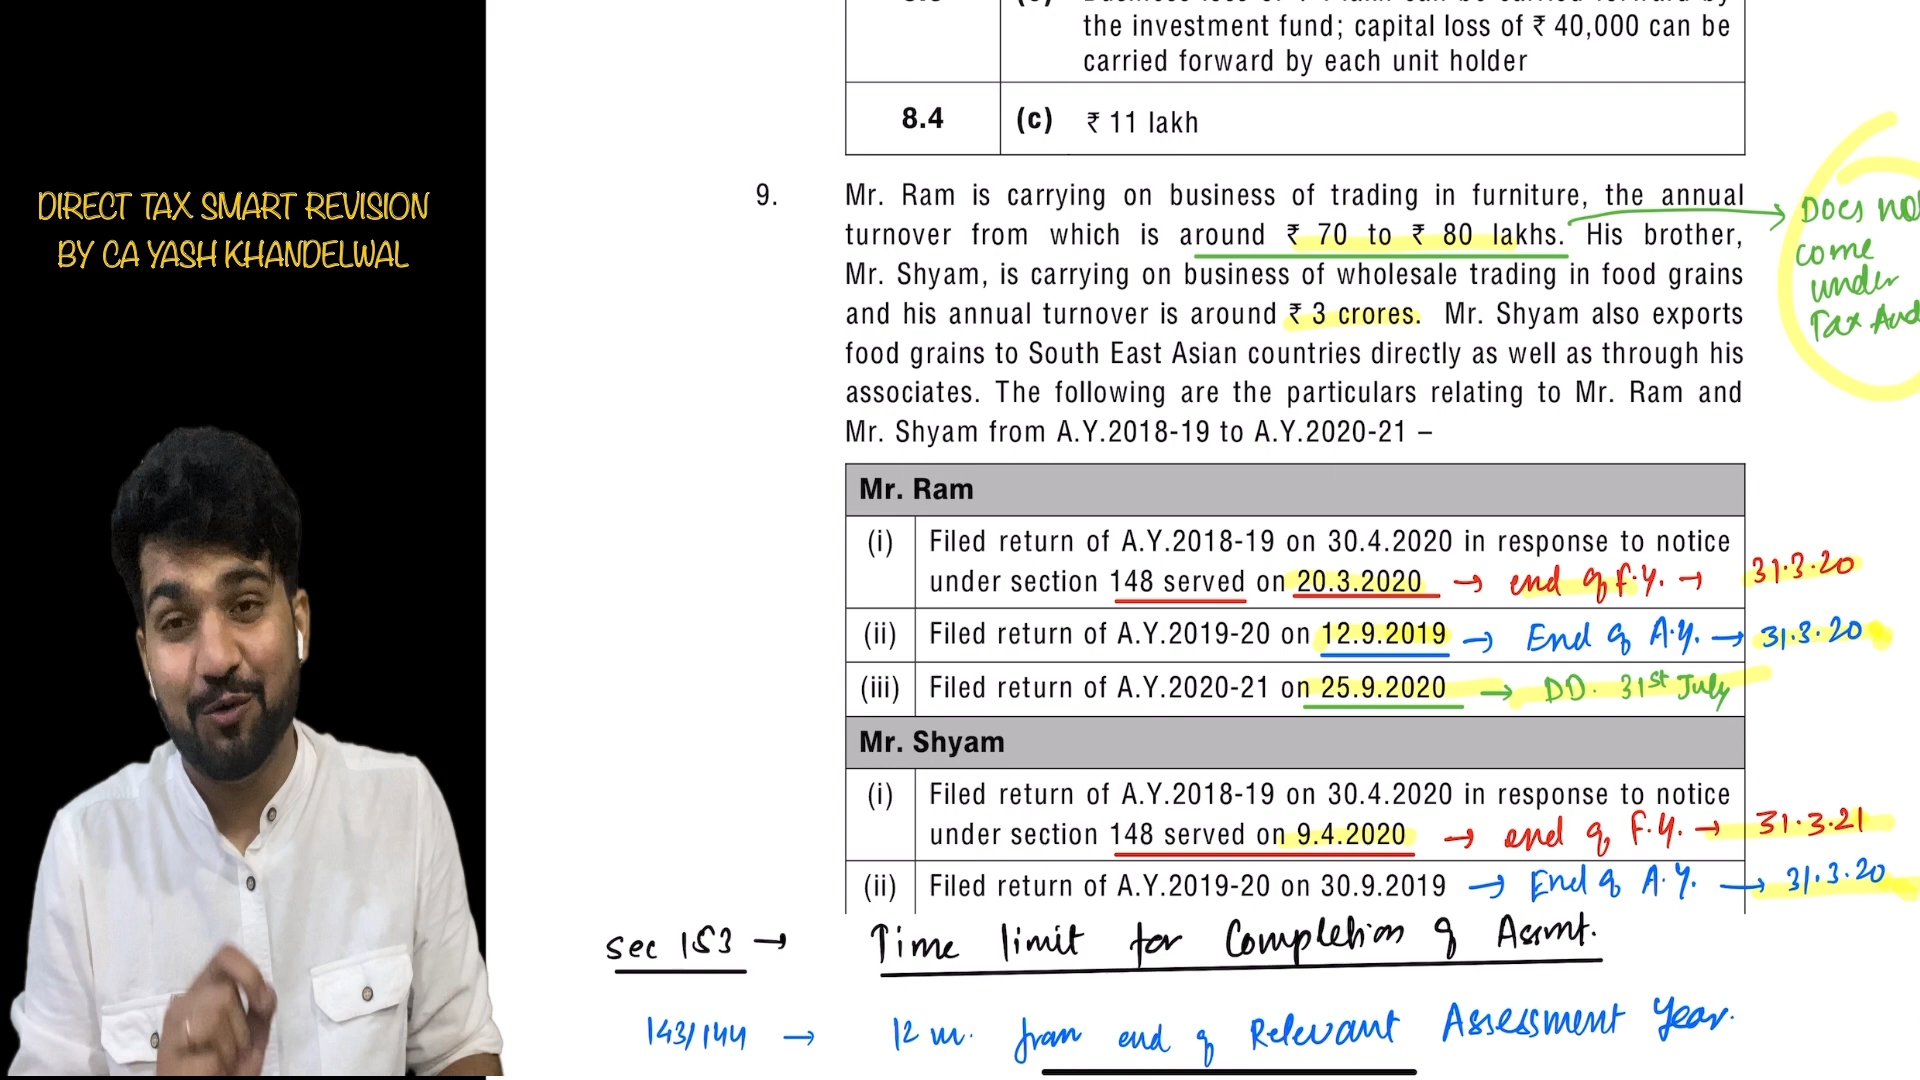 DIRECT TAX SMART REVISION
BY CA YASH KHANDELWAL
the investment fund; capital loss of ₹ 40,000 can be
carried forward by each unit holder
8.4 (c) ₹ 11 lakh
9. Mr. Ram is carrying on business of trading in furniture, the annual
turnover from which is around ₹ 70 to ₹ 80 lakhs. His brother,
Mr. Shyam, is carrying on business of wholesale trading in food grains
and his annual turnover is around ₹ 3 crores. Mr. Shyam also exports
food grains to South East Asian countries directly as well as through his
associates. The following are the particulars relating to Mr. Ram and
Mr. Shyam from A.Y.2018-19 to A.Y.2020-21 –
Does not
come
under
Tax Aud
Mr. Ram
(i) Filed return of A.Y.2018-19 on 30.4.2020 in response to notice
under section 148 served on 20.3.2020 → end of F.Y. → 31.3.20
(ii) Filed return of A.Y.2019-20 on 12.9.2019 → End of A.Y. → 31.3.20
(iii) Filed return of A.Y.2020-21 on 25.9.2020 → DD. 31st July
Mr. Shyam
(i) Filed return of A.Y.2018-19 on 30.4.2020 in response to notice
under section 148 served on 9.4.2020 → end of F.Y. → 31.3.21
(ii) Filed return of A.Y.2019-20 on 30.9.2019 → End of A.Y. → 31.3.20
Sec 153 → Time limit for Completion of Assmt.
143/144 → 12 m. from end of Relevant Assessment Year.